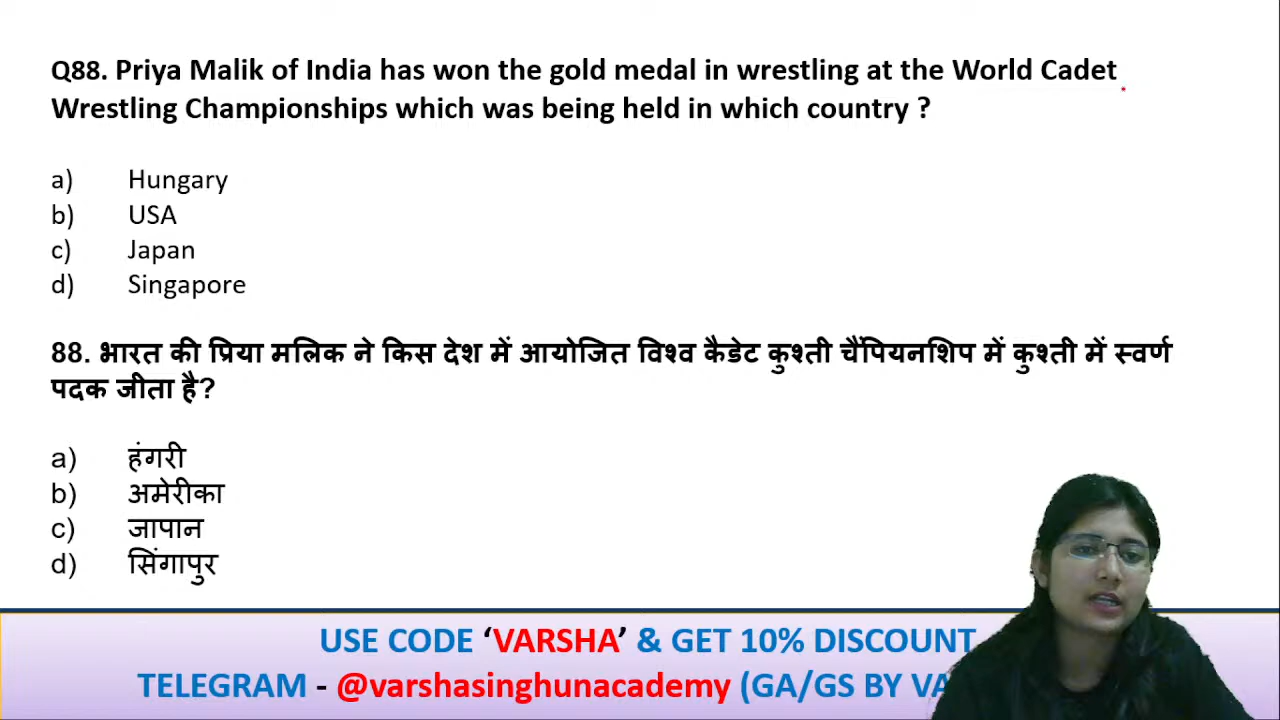 Q88. Priya Malik of India has won the gold medal in wrestling at the World Cadet
Wrestling Championships which was being held in which country ?
a) Hungary
b) USA
c) Japan
d) Singapore
88. भारत की प्रिया मलिक ने किस देश में आयोजित विश्व कैडेट कुश्ती चैंपियनशिप में कुश्ती में स्वर्ण
पदक जीता है?
a) हंगरी
b) अमेरीका
c) जापान
d) सिंगापुर
USE CODE ‘VARSHA’ & GET 10% DISCOUNT
TELEGRAM - @varshasinghunacademy (GA/GS BY